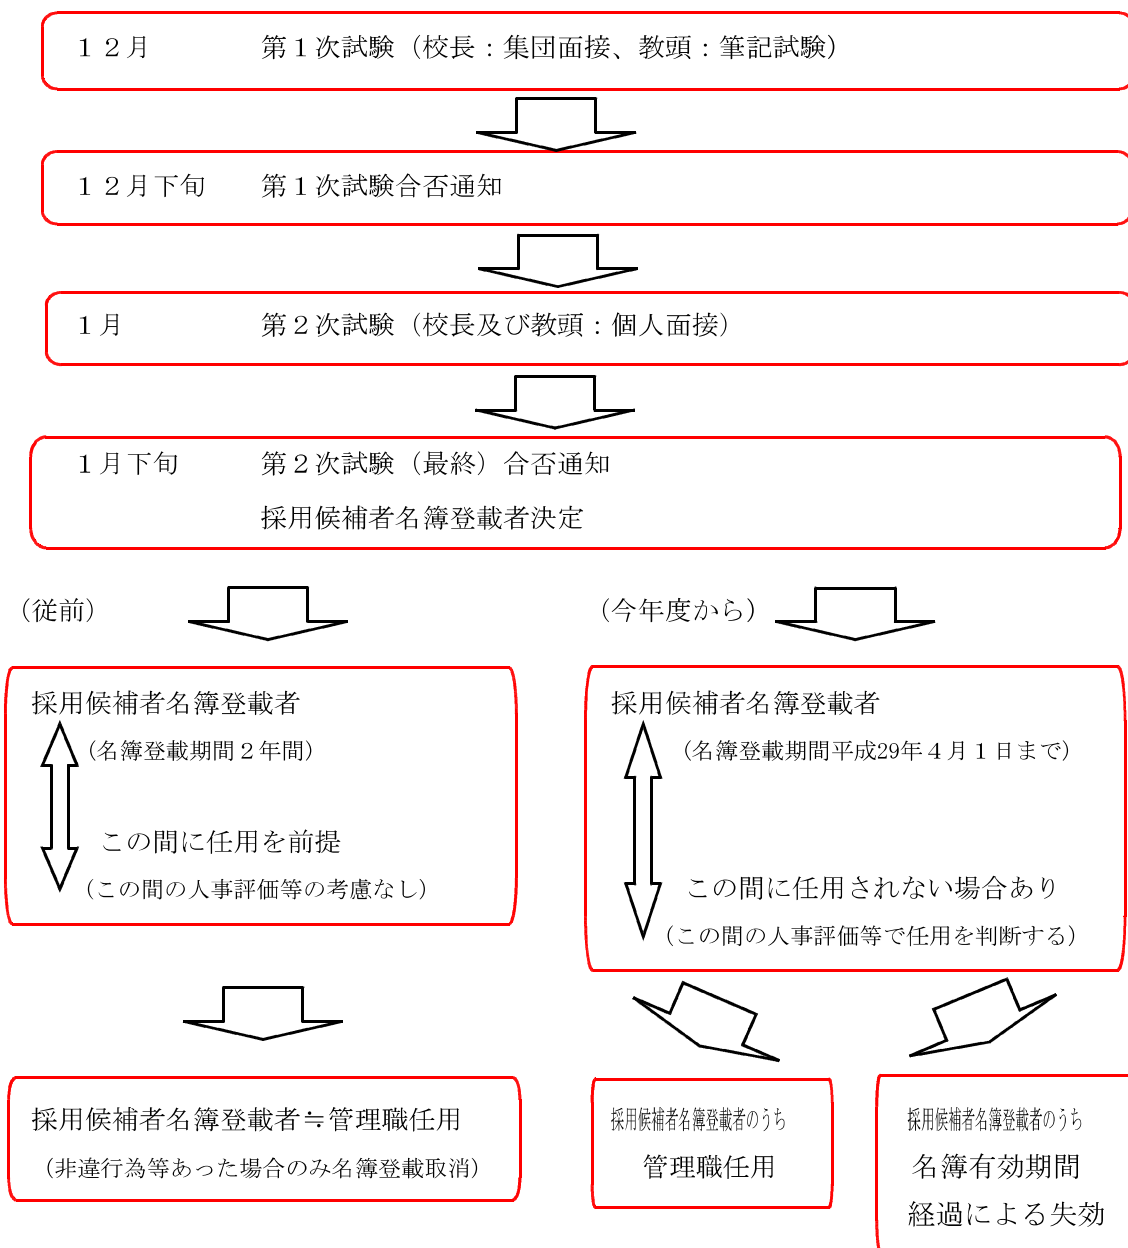 １２月　第１次試験（校長：集団面接、教頭：筆記試験）
１２月下旬　第１次試験合否通知
１月　第２次試験（校長及び教頭：個人面接）
１月下旬　第２次試験（最終）合否通知
採用候補者名簿登載者決定
（従前）
採用候補者名簿登載者
（名簿登載期間２年間）
この間に任用を前提
（この間の人事評価等の考慮なし）
採用候補者名簿登載者≒管理職任用
（非違行為等あった場合のみ名簿登載取消）
（今年度から）
採用候補者名簿登載者
（名簿登載期間平成29年４月１日まで）
この間に任用されない場合あり
（この間の人事評価等で任用を判断する）
採用候補者名簿登載者のうち
管理職任用
採用候補者名簿登載者のうち
名簿有効期間
経過による失効